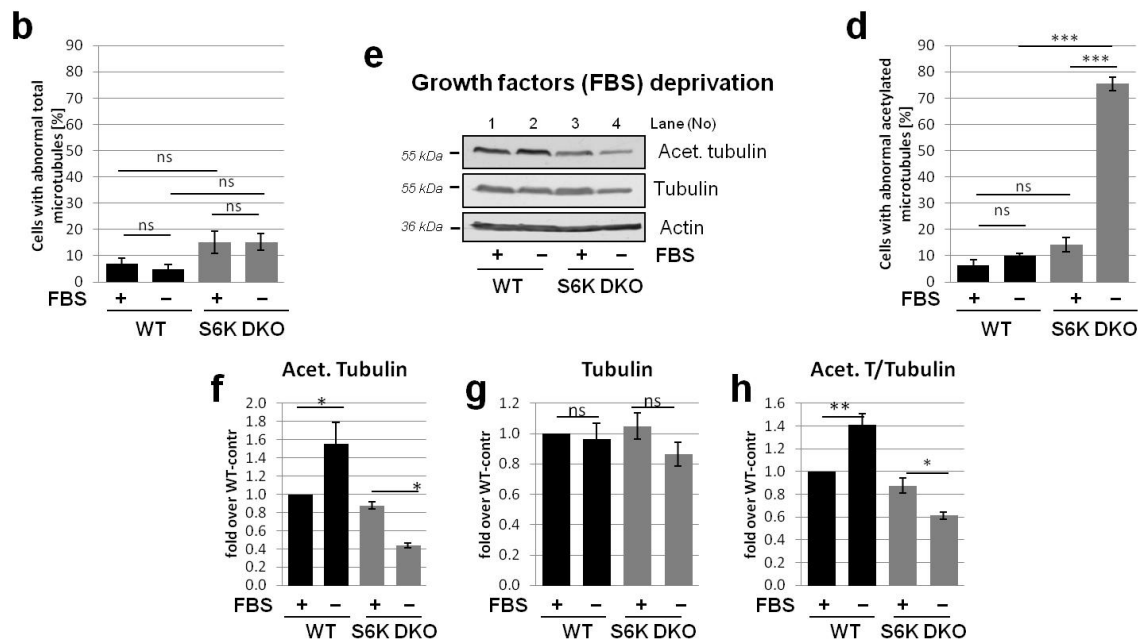 b
Cells with abnormal total
microtubules [%]
90
80
70
60
50
40
30
20
10
0
ns
ns
ns
ns
FBS + − + −
WT S6K DKO
e
Growth factors (FBS) deprivation
1 2 3 4 Lane (No)
55 kDa Acet. tubulin
55 kDa Tubulin
36 kDa Actin
+ − + − FBS
WT S6K DKO
d
Cells with abnormal acetylated
microtubules [%]
90
80
70
60
50
40
30
20
10
0
***
***
ns
ns
FBS + − + −
WT S6K DKO
f
Acet. Tubulin
fold over WT-contr
2.0
1.8
1.6
1.4
1.2
1.0
0.8
0.6
0.4
0.2
0.0
*
*
FBS + − + −
WT S6K DKO
g
Tubulin
fold over WT-contr
1.2
1.0
0.8
0.6
0.4
0.2
0.0
ns ns
+ − + −
WT S6K DKO
h
Acet. T/Tubulin
fold over WT-contr
1.6
1.4
1.2
1.0
0.8
0.6
0.4
0.2
0.0
**
*
FBS + − + −
WT S6K DKO